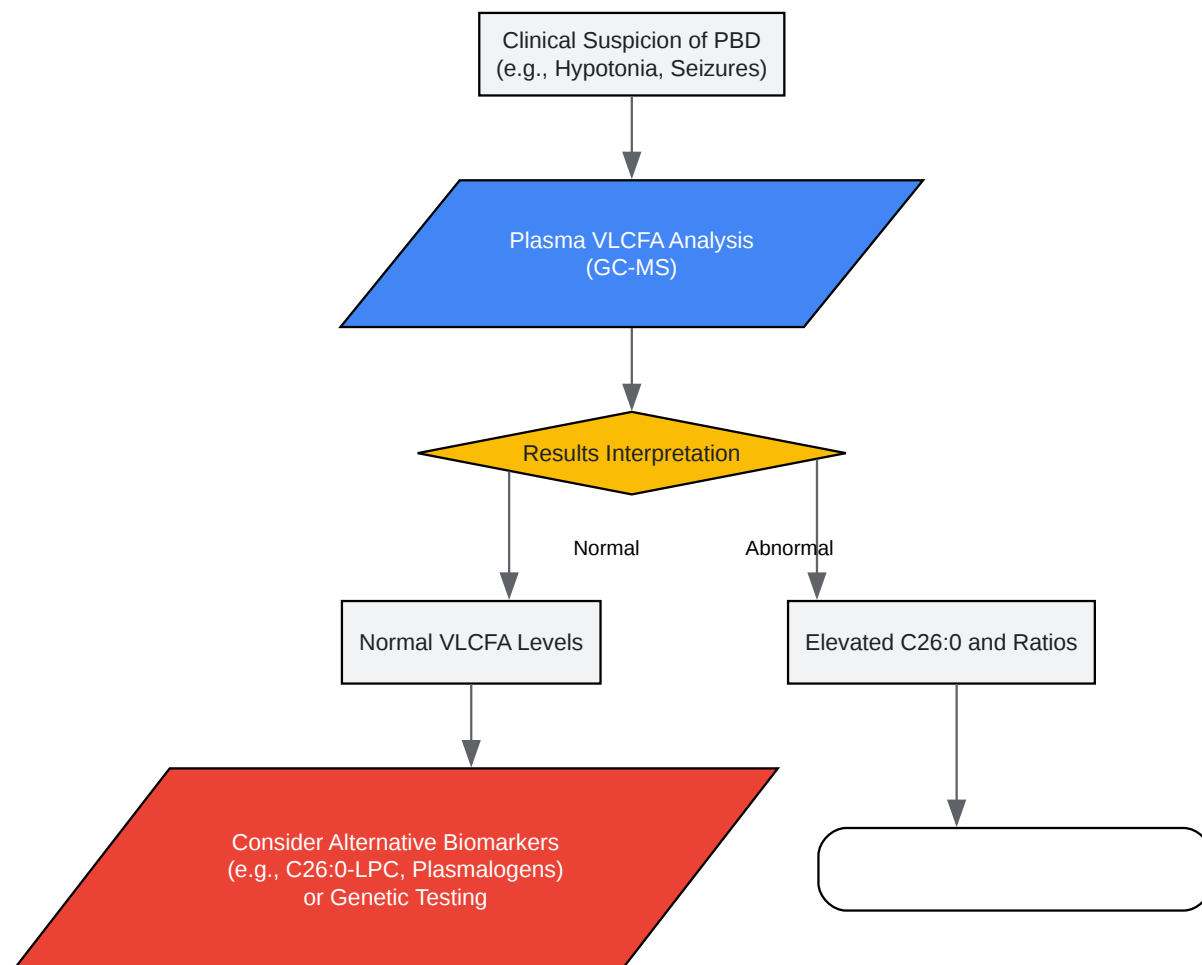 Clinical Suspicion of PBD
(e.g., Hypotonia, Seizures)
Plasma VLCFA Analysis
(GC-MS)
Results Interpretation
Normal
Abnormal
Normal VLCFA Levels
Elevated C26:0 and Ratios
Consider Alternative Biomarkers
(e.g., C26:0-LPC, Plasmalogens)
or Genetic Testing